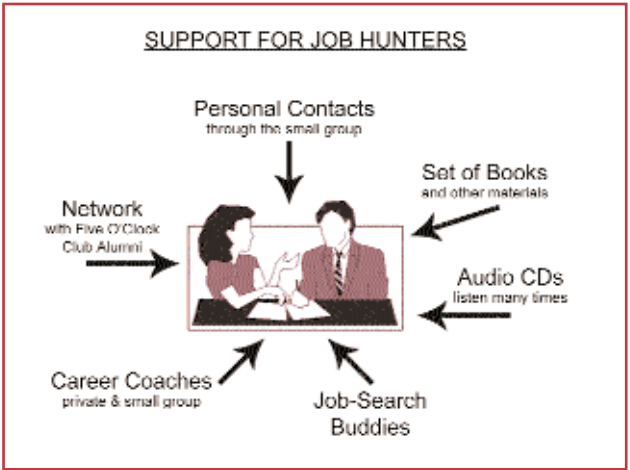 SUPPORT FOR JOB HUNTERS
Personal Contacts
through the small group
Set of Books
and other materials
Network
with Five O'Clock
Club Alumni
Audio CDs
listen many times
Career Coaches
private & small group
Job-Search
Buddies